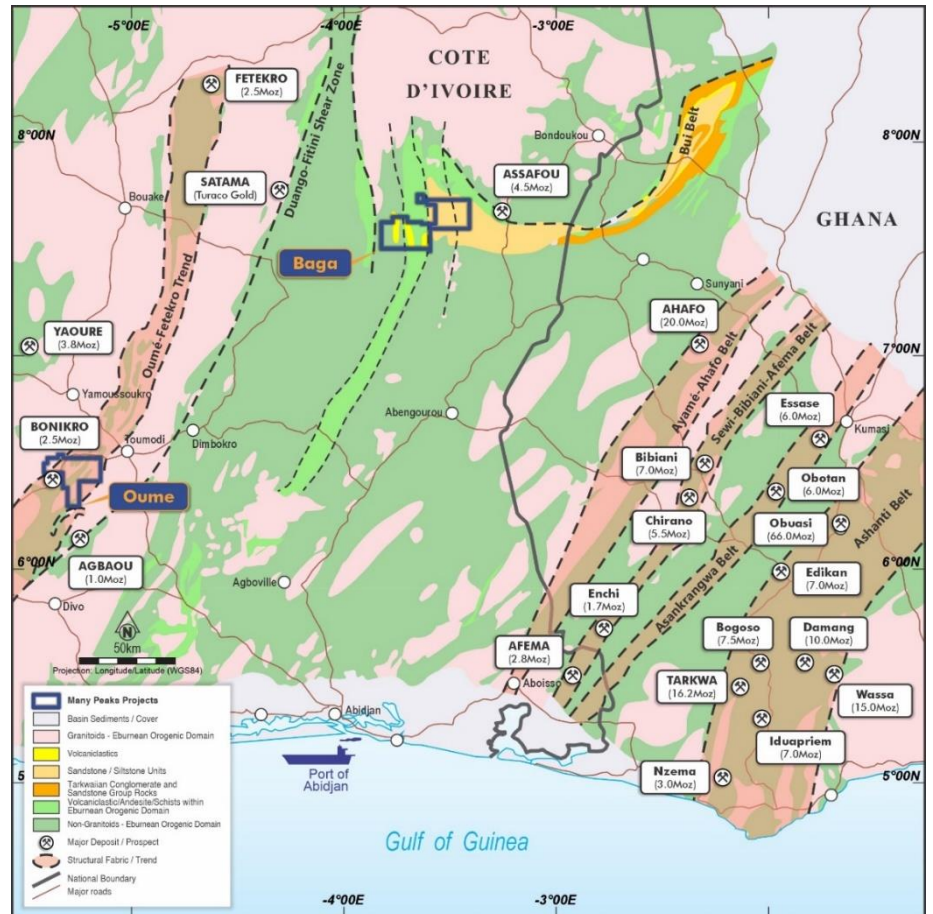 -5°00E
-4°00E
-3°00E
COTE
D'IVOIRE
FETEKRO
(2.5Moz)
Duango-Fitini Shear Zone
8°00N
8°00N
Bondoukou
Bui Belt
SATAMA
(Turaco Gold)
ASSAFOU
(4.5Moz)
Bouake
GHANA
Baga
Oumé-Fetekro Trend
Sunyani
AHAFO
(20.0Moz)
YAOURE
(3.8Moz)
7°00N
Ayamé-Ahafo Belt
Sewi-Bibiani-Afema Belt
Yamoussoukro
Abengourou
Essase
(6.0Moz)
Kumasi
BONIKRO
(2.5Moz)
Toumodi
Dimbokro
Bibiani
(7.0Moz)
Obotan
(6.0Moz)
Oume
Chirano
(5.5Moz)
Obuasi
(66.0Moz)
Ashanti Belt
AGBAOU
(1.0Moz)
6°00N
6°00N
Agboville
Asankrangwa Belt
Edikan
(7.0Moz)
Divo
Enchi
(1.7Moz)
N
50km
Projection: Longitude/Latitude (WGS84)
Bogoso
(7.5Moz)
Damang
(10.0Moz)
AFEMA
(2.8Moz)
Aboisso
TARKWA
(16.2Moz)
Wassa
(15.0Moz)
Abidjan
Iduapriem
(7.0Moz)
Port of
Abidjan
Nzema
(3.0Moz)
5°00N
5
Gulf of Guinea
-5°00E
-4°00E
-3°00E
Many Peaks Projects
Basin Sediments / Cover
Granitoids - Eburnean Orogenic Domain
Volcaniclastics
Sandstone / Siltstone Units
Tarkwaiian Conglomerate and
Sandstone Group Rocks
Volcaniclastic/Andesite/Schists within
Eburnean Orogenic Domain
Non-Granitoids - Eburnean Orogenic Domain
Major Deposit / Prospect
Structural Fabric / Trend
National Boundary
Major roads